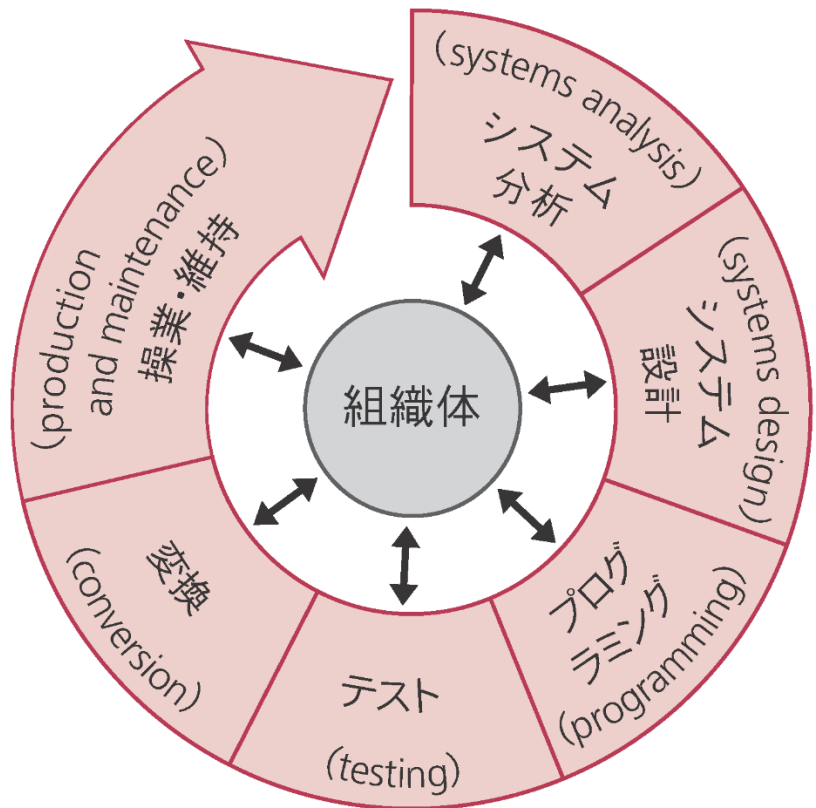 (systems analysis)
システム
分析
(systems design)
システム
設計
プログ
ラミング
(programming)
テスト
(testing)
変換
(conversion)
(production
and maintenance)
操業・維持
組織体